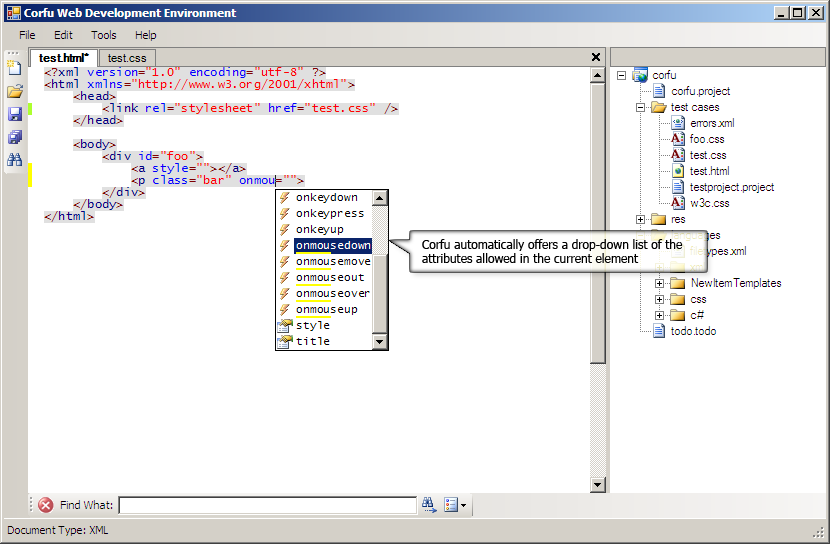 Corfu Web Development Environment
File Edit Tools Help
test.html* test.css
<?xml version="1.0" encoding="utf-8" ?>
<html xmlns="http://www.w3.org/2001/xhtml">
<head>
<link rel="stylesheet" href="test.css" />
</head>
<body>
<div id="foo">
<a style=""></a>
<p class="bar" onmou="">
</div>
</body>
</html>
onkeydown
onkeypress
onkeyup
onmousedown
onmousemove
onmouseout
onmouseover
onmouseup
style
title
Corfu automatically offers a drop-down list of the
attributes allowed in the current element
corfu
corfu.project
test cases
errors.xml
foo.css
test.css
test.html
testproject.project
w3c.css
res
NewItemTemplates
css
c#
todo.todo
Find What:
Document Type: XML